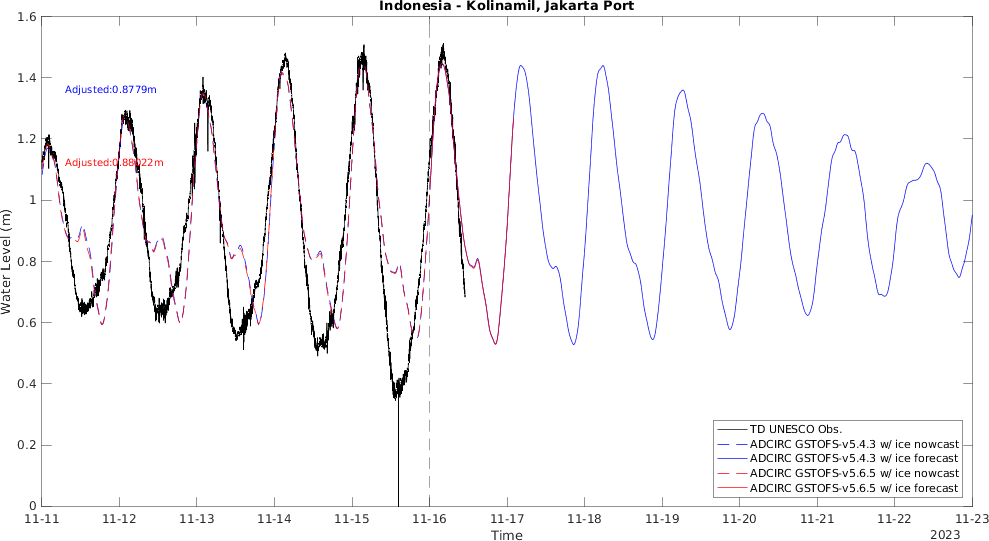 Indonesia - Kolinamil, Jakarta Port
1.6
1.4
1.2
1
0.8
0.6
0.4
0.2
0
Water Level (m)
Adjusted:0.8779m
Adjusted:0.88022m
TD UNESCO Obs.
ADCIRC GSTOFS-v5.4.3 w/ ice nowcast
ADCIRC GSTOFS-v5.4.3 w/ ice forecast
ADCIRC GSTOFS-v5.6.5 w/ ice nowcast
ADCIRC GSTOFS-v5.6.5 w/ ice forecast
11-11 11-12 11-13 11-14 11-15 11-16 11-17 11-18 11-19 11-20 11-21 11-22 11-23
Time
2023